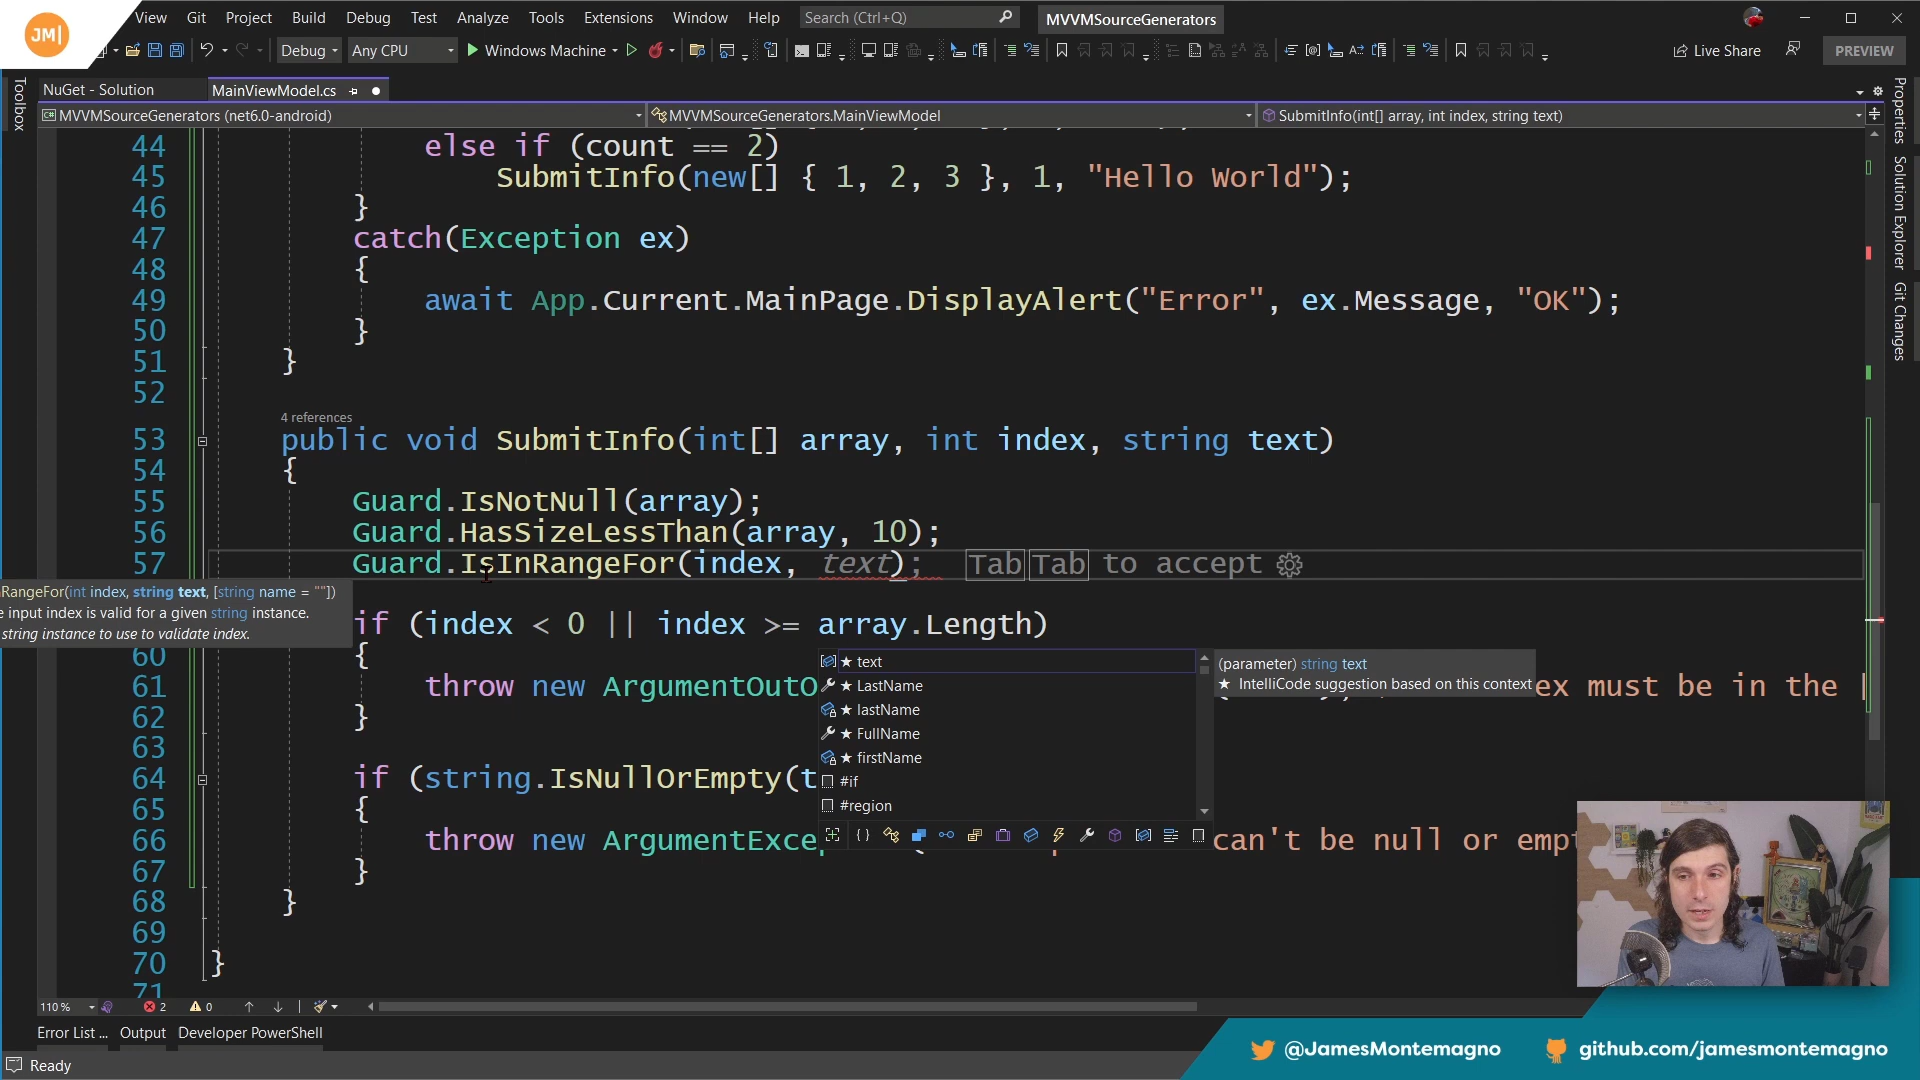 JM|
View Git Project Build Debug Test Analyze Tools Extensions Window Help Search (Ctrl+Q) MVVMSourceGenerators
Debug Any CPU Windows Machine Live Share PREVIEW
Toolbox
NuGet - Solution MainViewModel.cs
MVVMSourceGenerators (net6.0-android) MVVMSourceGenerators.MainViewModel SubmitInfo(int[] array, int index, string text)
Properties Solution Explorer Git Changes
44 else if (count == 2)
45 SubmitInfo(new[] { 1, 2, 3 }, 1, "Hello World");
46 }
47 catch(Exception ex)
48 {
49 await App.Current.MainPage.DisplayAlert("Error", ex.Message, "OK");
50 }
51 }
52
4 references
53 public void SubmitInfo(int[] array, int index, string text)
54 {
55 Guard.IsNotNull(array);
56 Guard.HasSizeLessThan(array, 10);
57 Guard.IsInRangeFor(index, text); Tab Tab to accept
nRangeFor(int index, string text, [string name = ""])
e input index is valid for a given string instance.
string instance to use to validate index.
if (index < 0 || index >= array.Length)
60 {
61 throw new ArgumentOutO ex must be in the [
62 }
63
64 if (string.IsNullOrEmpty(t
65 {
66 throw new ArgumentExcep can't be null or empt
67 }
68 }
69
70 }
71
★ text
★ LastName
★ lastName
★ FullName
★ firstName
#if
#region
(parameter) string text
★ IntelliCode suggestion based on this context
110 % 2 0
Error List ... Output Developer PowerShell
Ready
@JamesMontemagno github.com/jamesmontemagno